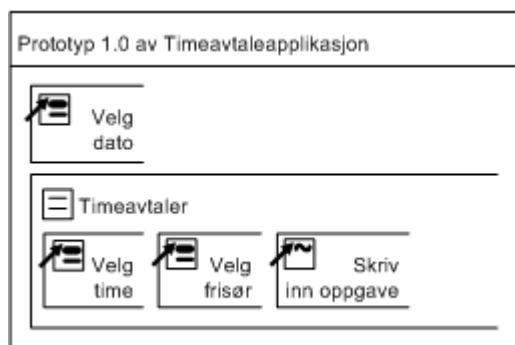 Prototyp 1.0 av Timeavtaleapplikasjon
Velg
dato
Timeavtaler
Velg
time
Velg
frisør
Skriv
inn oppgave